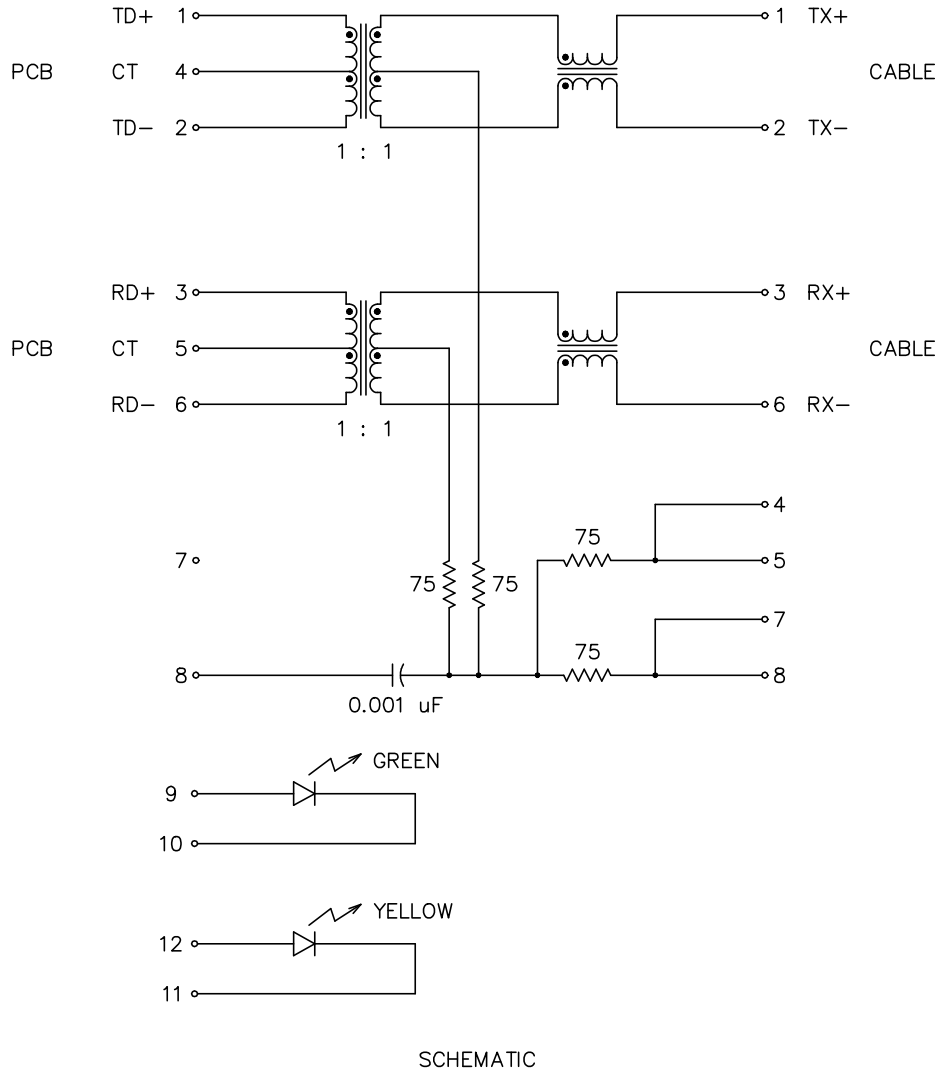 TD+ 1 1 TX+
PCB CT 4 CABLE
TD- 2 2 TX-
1 : 1
RD+ 3 3 RX+
PCB CT 5 CABLE
RD- 6 6 RX-
1 : 1
4
75
7 5
75 75
7
75
8 8
0.001 uF
GREEN
9
10
YELLOW
12
11
SCHEMATIC